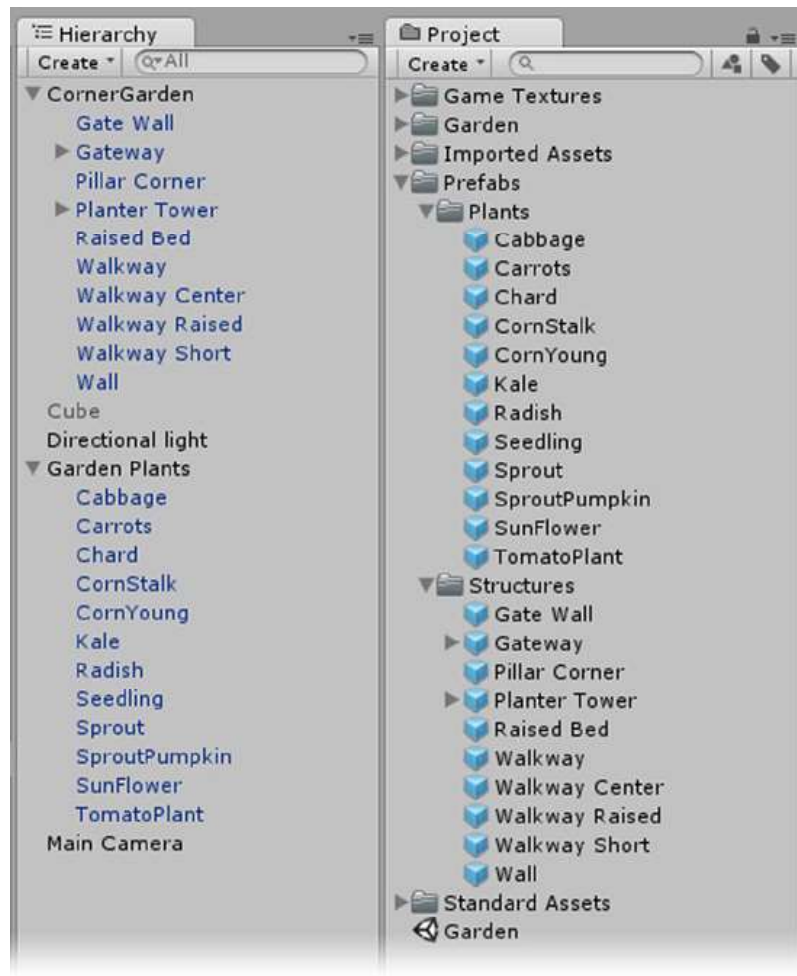 Hierarchy
Create
All
CornerGarden
Gate Wall
Gateway
Pillar Corner
Planter Tower
Raised Bed
Walkway
Walkway Center
Walkway Raised
Walkway Short
Wall
Cube
Directional light
Garden Plants
Cabbage
Carrots
Chard
CornStalk
CornYoung
Kale
Radish
Seedling
Sprout
SproutPumpkin
SunFlower
TomatoPlant
Main Camera
Project
Create
Game Textures
Garden
Imported Assets
Prefabs
Plants
Cabbage
Carrots
Chard
CornStalk
CornYoung
Kale
Radish
Seedling
Sprout
SproutPumpkin
SunFlower
TomatoPlant
Structures
Gate Wall
Gateway
Pillar Corner
Planter Tower
Raised Bed
Walkway
Walkway Center
Walkway Raised
Walkway Short
Wall
Standard Assets
Garden